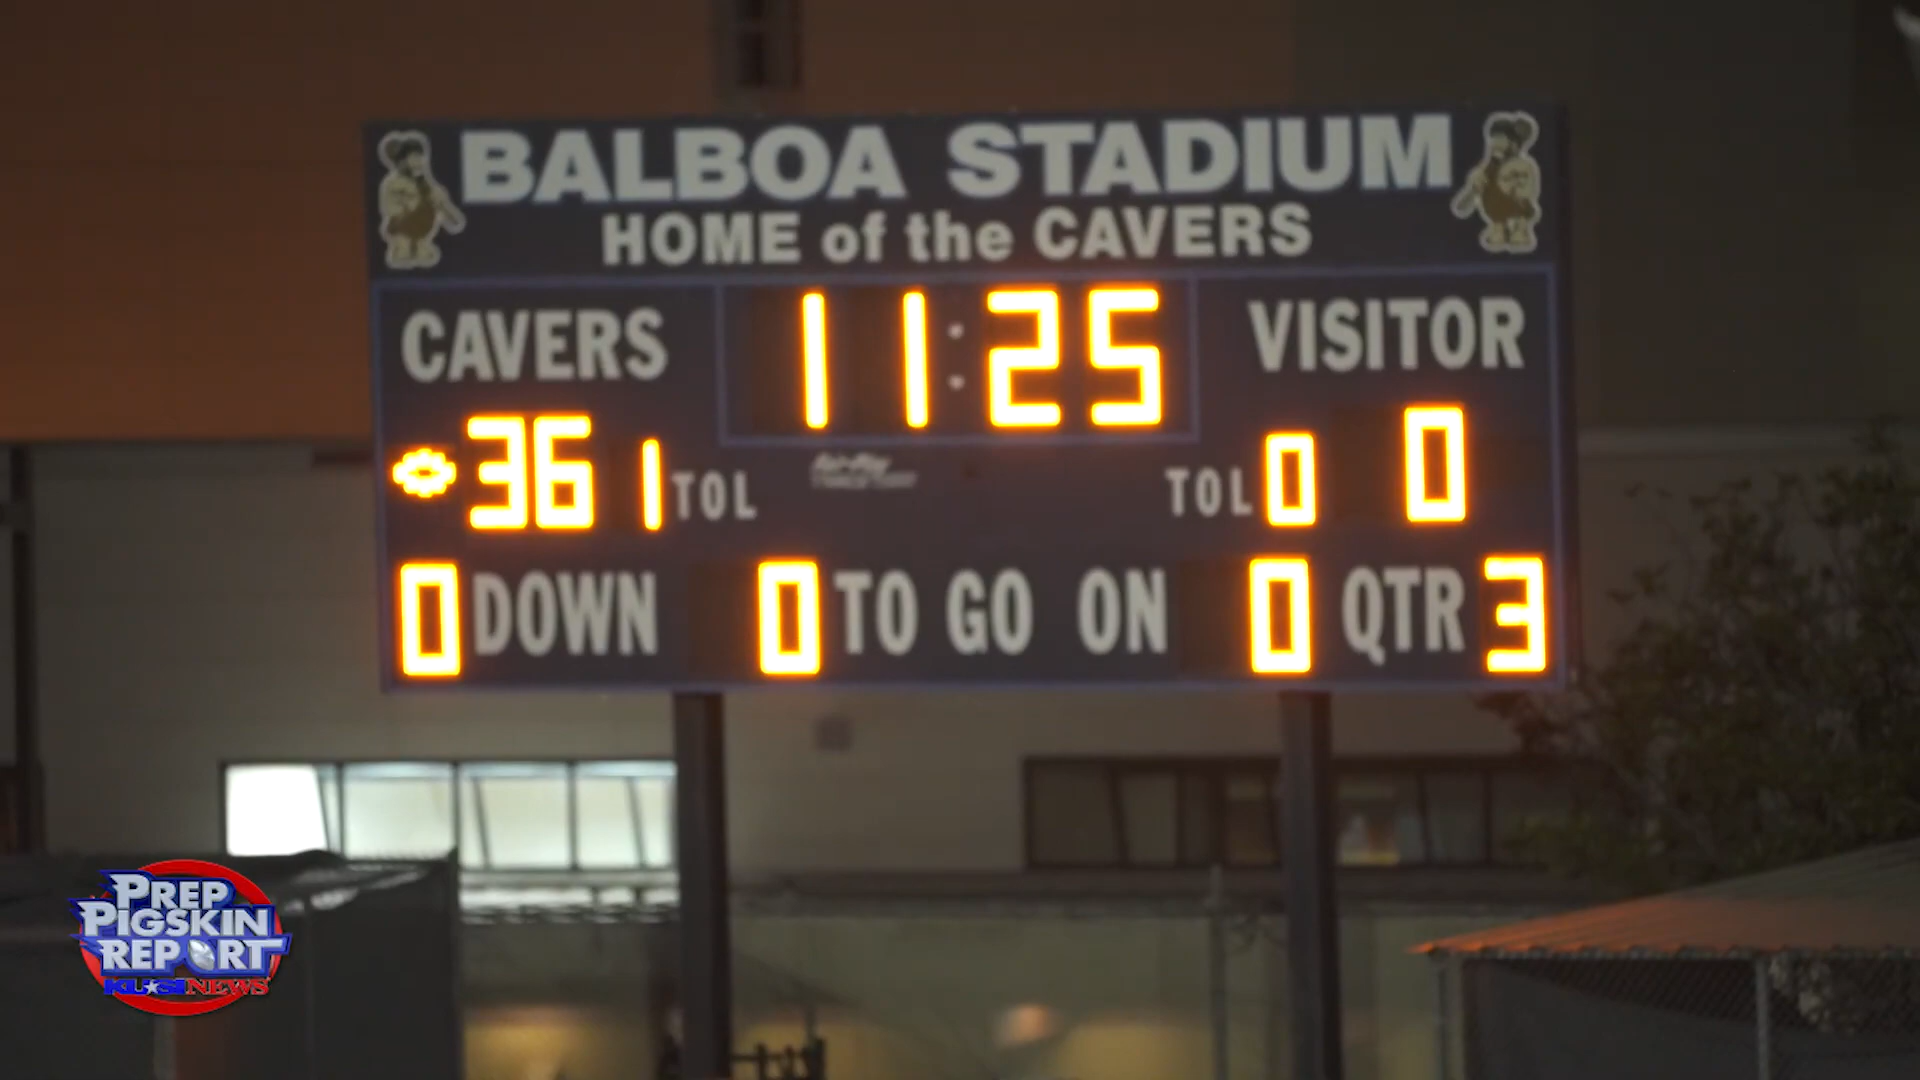 BALBOA STADIUM
HOME of the CAVERS
CAVERS 11:25 VISITOR
36 1 TOL TOL 0 0
0 DOWN 0 TO GO ON 0 QTR 3
PREP
PIGSKIN
REPORT
KUSI NEWS